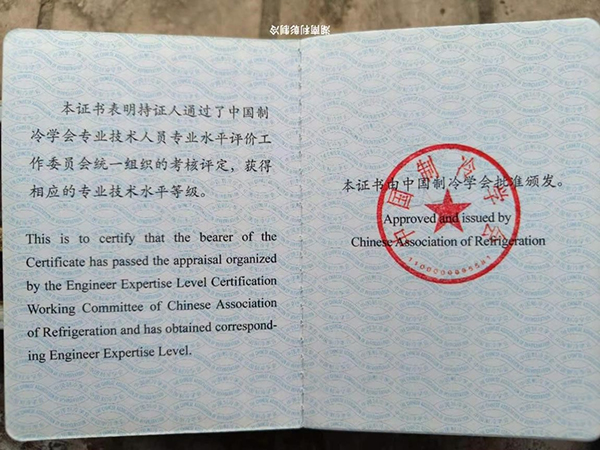 本证书表明持证人通过了中国制
冷学会专业技术人员专业水平评价工
作委员会统一组织的考核评定，获得
相应的专业技术水平等级。
This is to certify that the bearer of the
Certificate has passed the appraisal organized
by the Engineer Expertise Level Certification
Working Committee of Chinese Association
of Refrigeration and has obtained correspond-
ing Engineer Expertise Level.
本证书由中国制冷学会批准颁发。
Approved and issued by
Chinese Association of Refrigeration
中国制冷学会